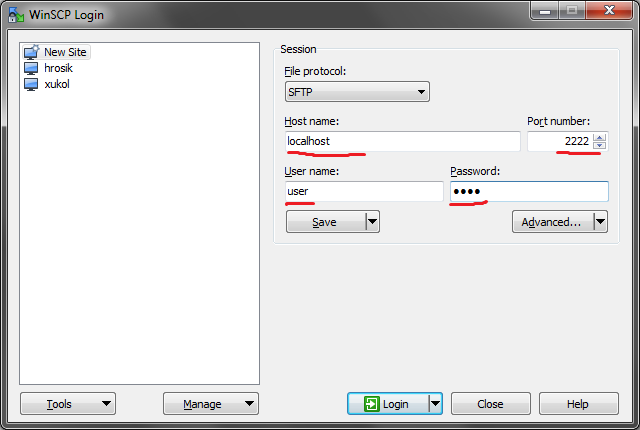 WinSCP Login
New Site
hrosik
xukol
Session
File protocol:
SFTP
Host name:
Port number:
localhost
2222
User name:
Password:
user
••••
Save
Advanced...
Tools
Manage
Login
Close
Help